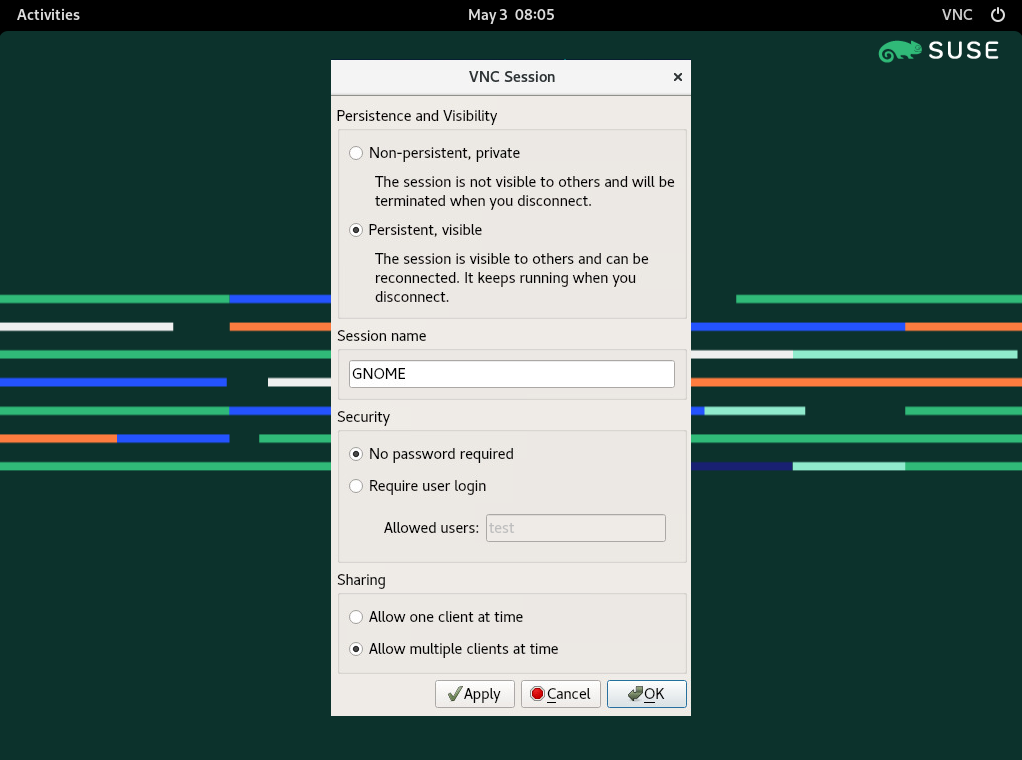 Activities
May 3 08:05
VNC
SUSE
VNC Session
Persistence and Visibility
Non-persistent, private
The session is not visible to others and will be
terminated when you disconnect.
Persistent, visible
The session is visible to others and can be
reconnected. It keeps running when you
disconnect.
Session name
GNOME
Security
No password required
Require user login
Allowed users: test
Sharing
Allow one client at time
Allow multiple clients at time
Apply Cancel OK